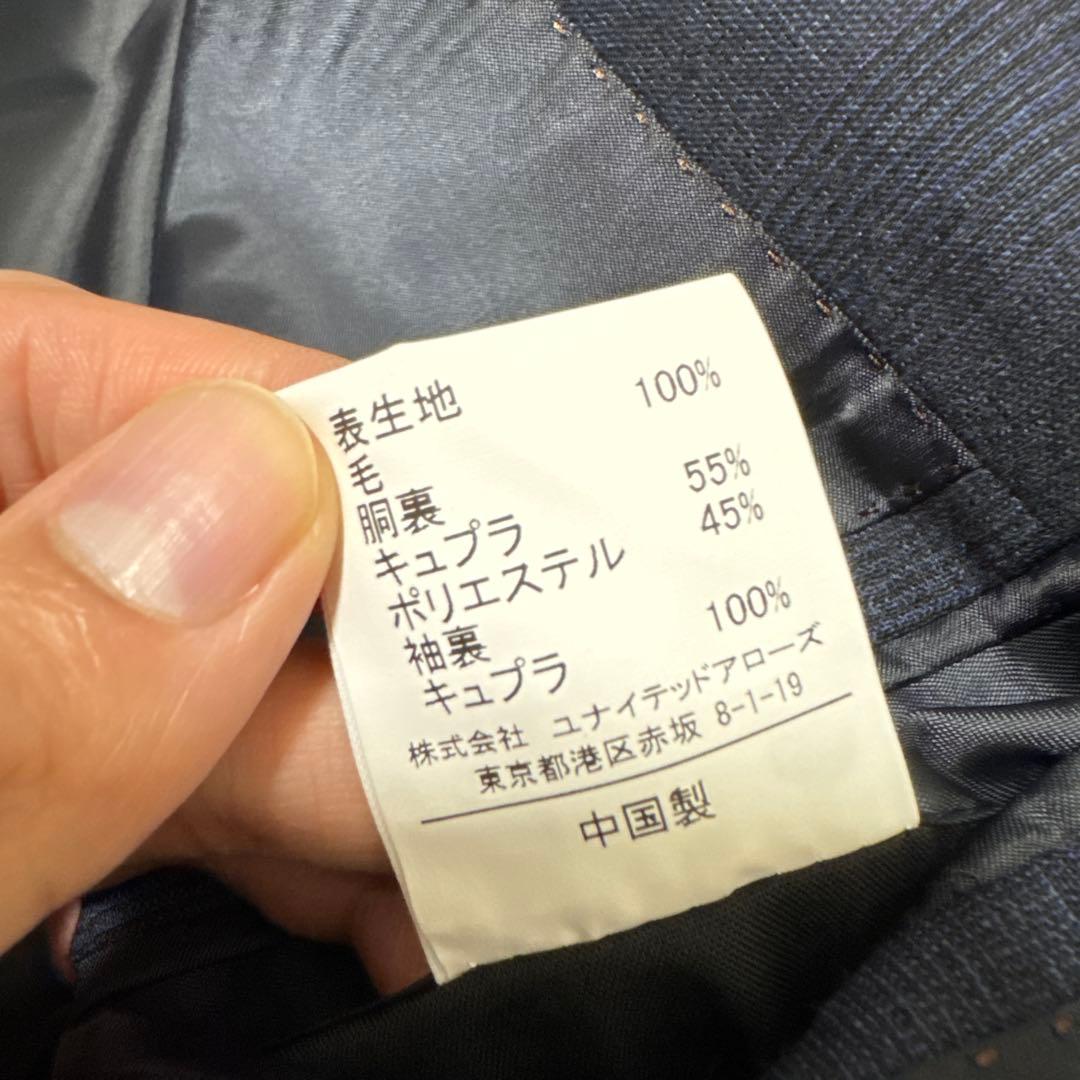 表生地
毛 100%
胴裏
キュプラ 55%
ポリエステル 45%
袖裏
キュプラ 100%
株式会社 ユナイテッドアローズ
東京都港区赤坂 8-1-19
中国製